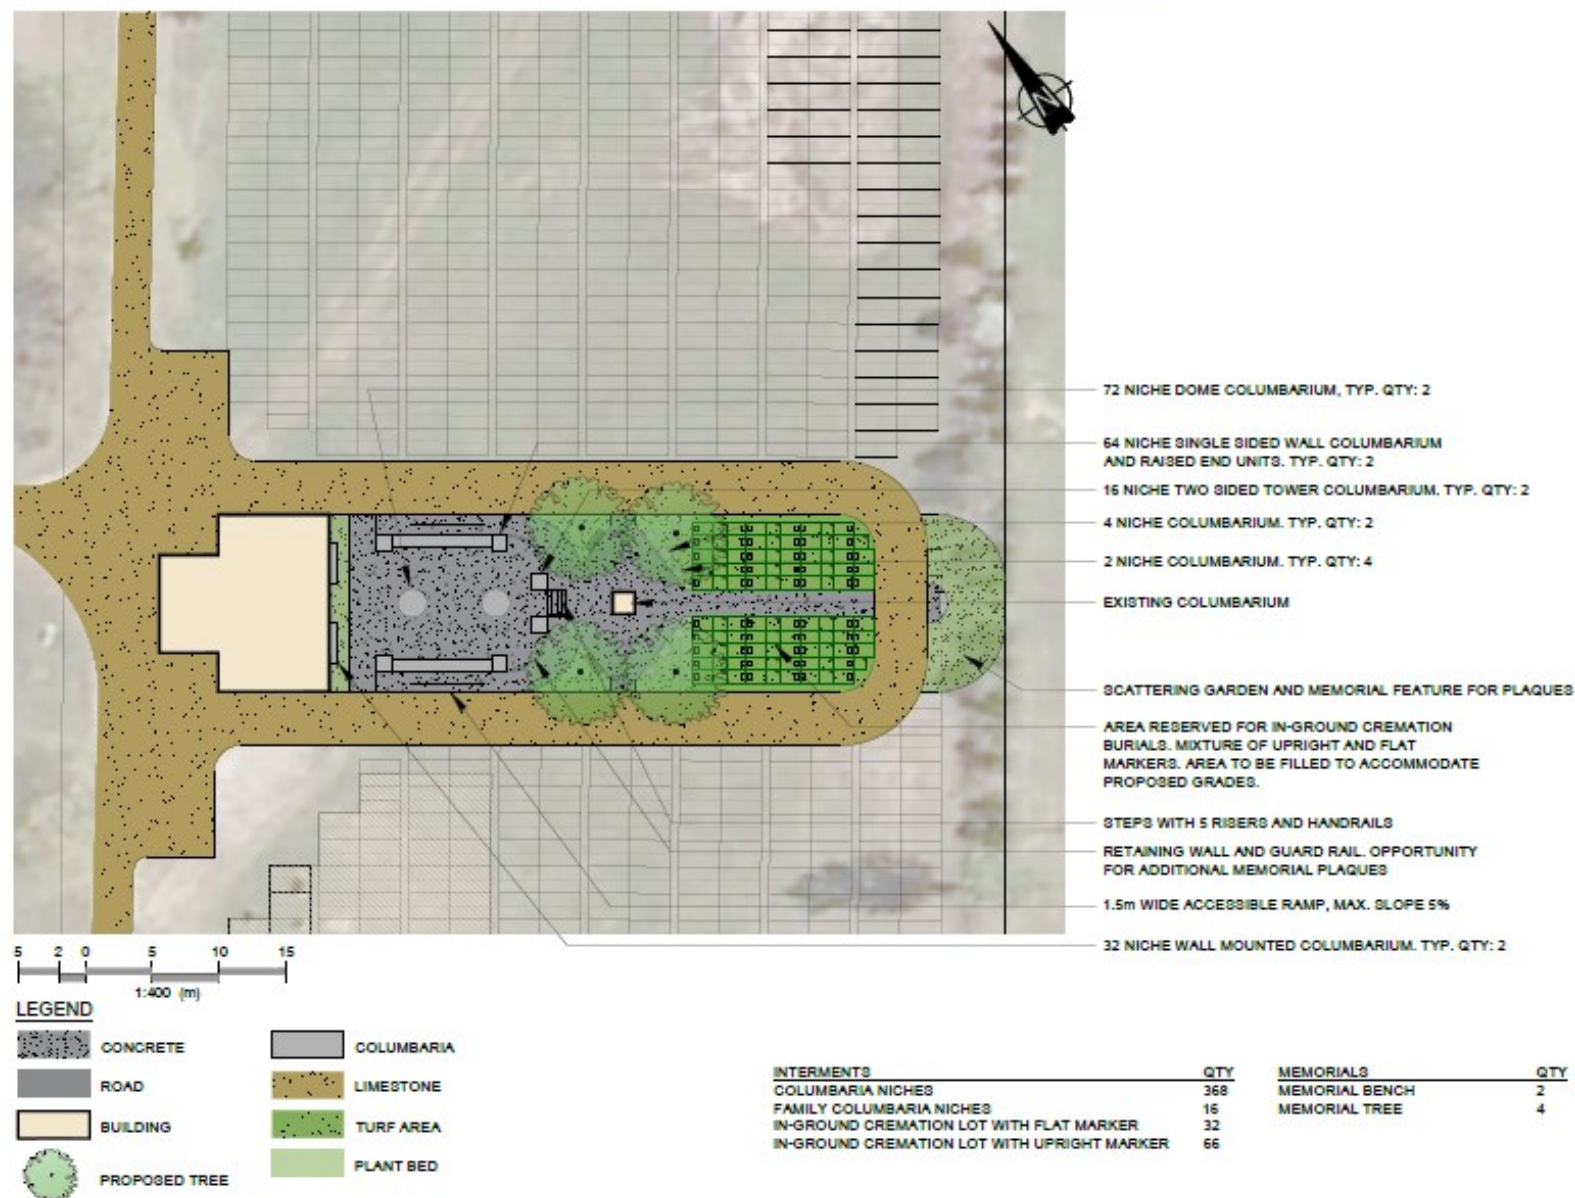 N
72 NICHE DOME COLUMBARIUM, TYP. QTY: 2
64 NICHE SINGLE SIDED WALL COLUMBARIUM
AND RAISED END UNITS. TYP. QTY: 2
16 NICHE TWO SIDED TOWER COLUMBARIUM. TYP. QTY: 2
4 NICHE COLUMBARIUM. TYP. QTY: 2
2 NICHE COLUMBARIUM. TYP. QTY: 4
EXISTING COLUMBARIUM
SCATTERING GARDEN AND MEMORIAL FEATURE FOR PLAQUES
AREA RESERVED FOR IN-GROUND CREMATION
BURIALS. MIXTURE OF UPRIGHT AND FLAT
MARKERS. AREA TO BE FILLED TO ACCOMMODATE
PROPOSED GRADES.
STEPS WITH 5 RISERS AND HANDRAILS
RETAINING WALL AND GUARD RAIL. OPPORTUNITY
FOR ADDITIONAL MEMORIAL PLAQUES
1.5m WIDE ACCESSIBLE RAMP, MAX. SLOPE 5%
32 NICHE WALL MOUNTED COLUMBARIUM. TYP. QTY: 2
5 2 0 5 10 15
1:400 (m)
LEGEND
CONCRETE
ROAD
BUILDING
PROPOSED TREE
COLUMBARIA
LIMESTONE
TURF AREA
PLANT BED
INTERMENTS QTY
COLUMBARIA NICHES 368
FAMILY COLUMBARIA NICHES 16
IN-GROUND CREMATION LOT WITH FLAT MARKER 32
IN-GROUND CREMATION LOT WITH UPRIGHT MARKER 66
MEMORIALS QTY
MEMORIAL BENCH 2
MEMORIAL TREE 4